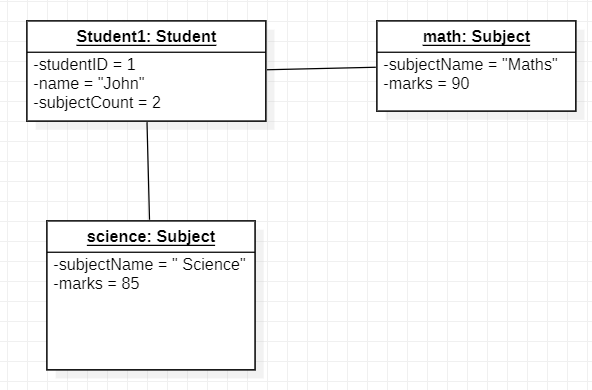 Student1: Student
-studentID = 1
-name = "John"
-subjectCount = 2
math: Subject
-subjectName = "Maths"
-marks = 90
science: Subject
-subjectName = " Science"
-marks = 85